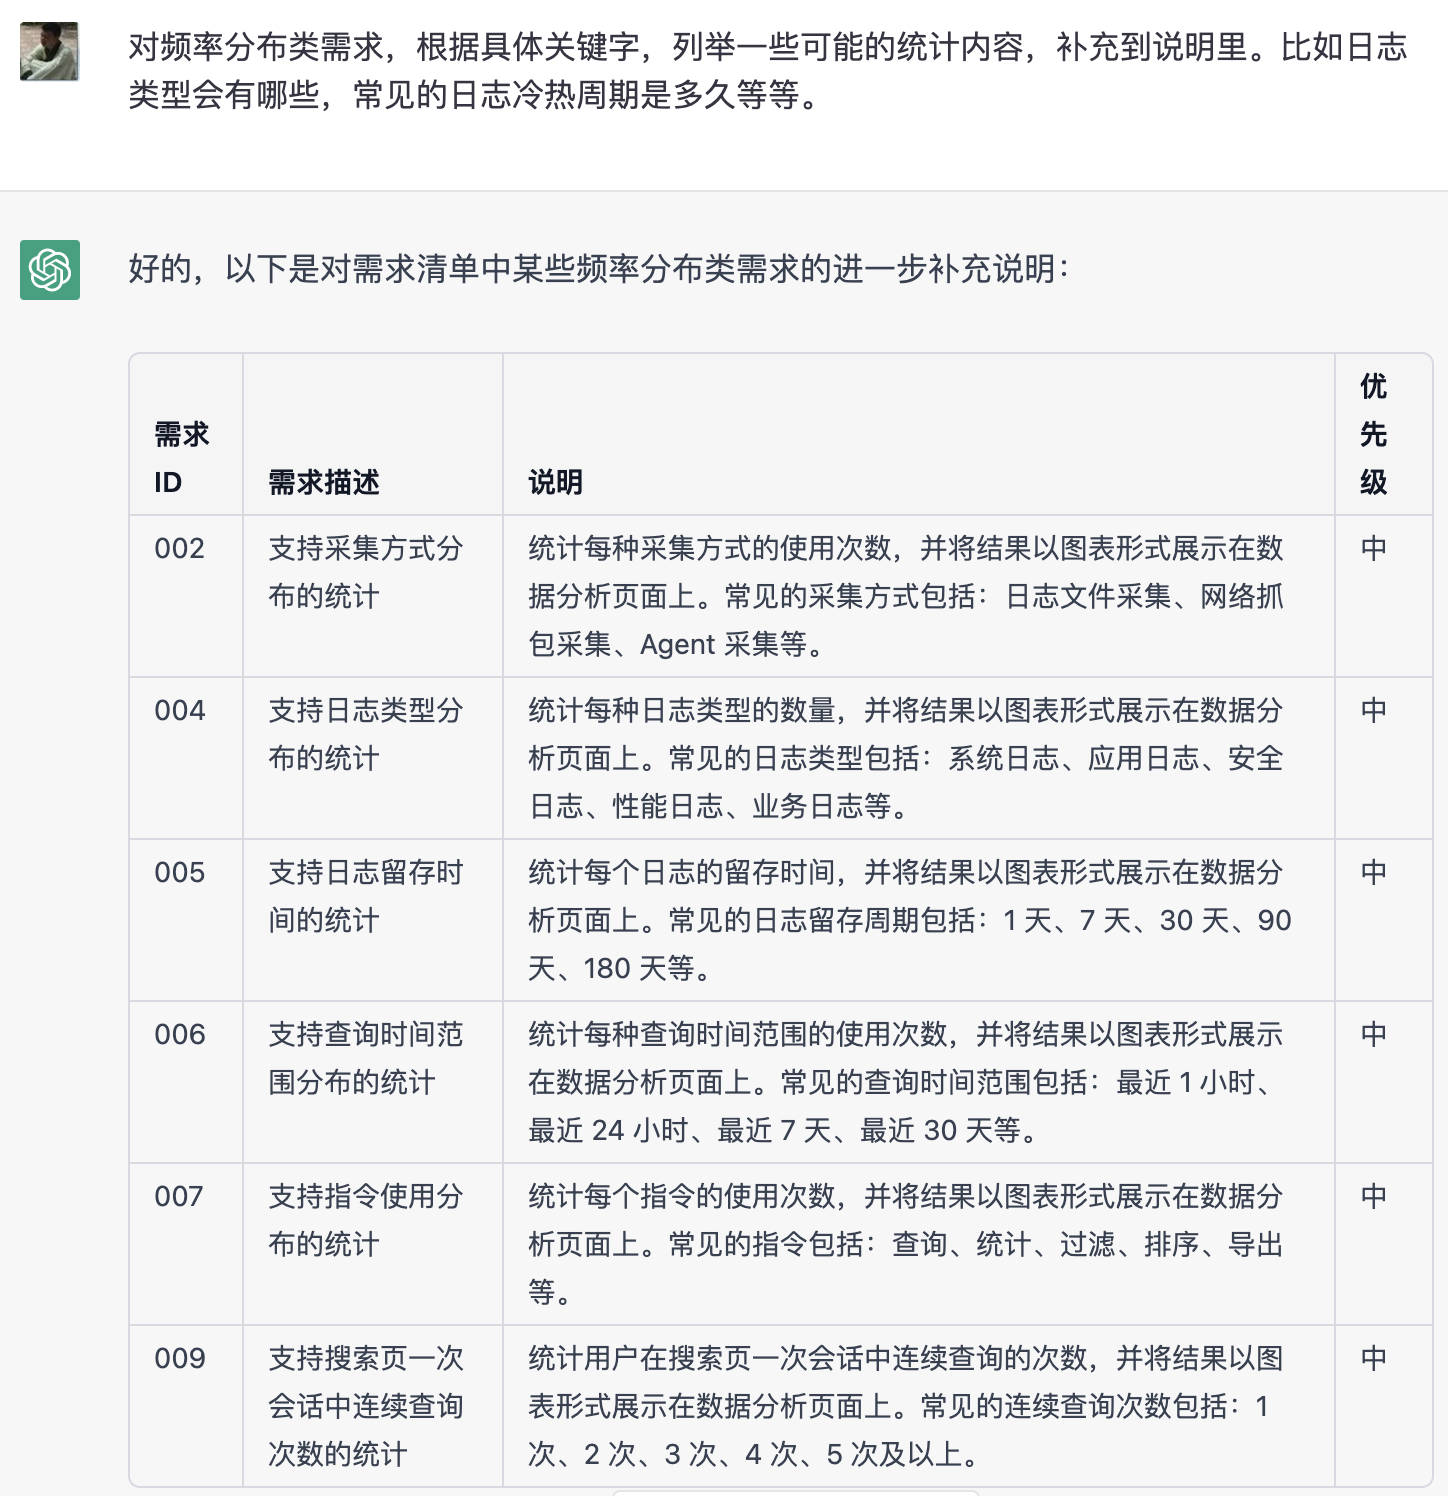 对频率分布类需求，根据具体关键字，列举一些可能的统计内容，补充到说明里。比如日志
类型会有哪些，常见的日志冷热周期是多久等等。
好的，以下是对需求清单中某些频率分布类需求的进一步补充说明：
需求
ID
需求描述
说明
优
先
级
002
支持采集方式分
布的统计
统计每种采集方式的使用次数，并将结果以图表形式展示在数
据分析页面上。常见的采集方式包括：日志文件采集、网络抓
包采集、Agent 采集等。
中
004
支持日志类型分
布的统计
统计每种日志类型的数量，并将结果以图表形式展示在数据分
析页面上。常见的日志类型包括：系统日志、应用日志、安全
日志、性能日志、业务日志等。
中
005
支持日志留存时
间的统计
统计每个日志的留存时间，并将结果以图表形式展示在数据分
析页面上。常见的日志留存周期包括：1 天、7 天、30 天、90
天、180 天等。
中
006
支持查询时间范
围分布的统计
统计每种查询时间范围的使用次数，并将结果以图表形式展示
在数据分析页面上。常见的查询时间范围包括：最近 1 小时、
最近 24 小时、最近 7 天、最近 30 天等。
中
007
支持指令使用分
布的统计
统计每个指令的使用次数，并将结果以图表形式展示在数据分
析页面上。常见的指令包括：查询、统计、过滤、排序、导出
等。
中
009
支持搜索页一次
会话中连续查询
次数的统计
统计用户在搜索页一次会话中连续查询的次数，并将结果以图
表形式展示在数据分析页面上。常见的连续查询次数包括：1
次、2 次、3 次、4 次、5 次及以上。
中